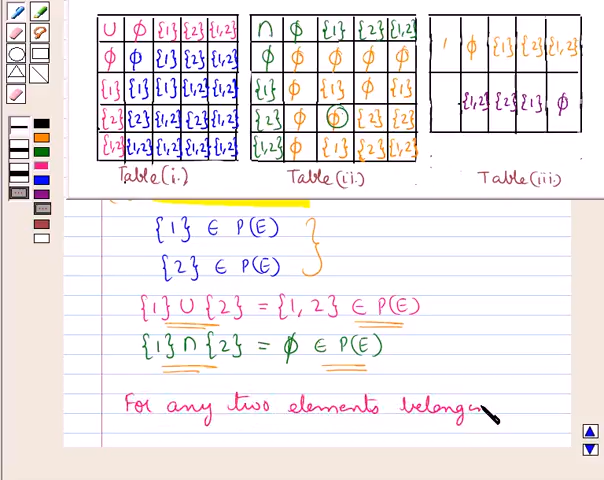 ∪ ϕ {1} {2} {1,2}
ϕ ϕ {1} {2} {1,2}
{1} {1} {1} {1,2} {1,2}
{2} {2} {1,2} {2} {1,2}
{1,2} {1,2} {1,2} {1,2} {1,2}
Table(i.)
∩ ϕ {1} {2} {1,2}
ϕ ϕ ϕ ϕ ϕ
{1} ϕ {1} ϕ {1}
{2} ϕ ϕ {2} {2}
{1,2} ϕ {1} {2} {1,2}
Table(ii.)
' ϕ {1} {2} {1,2}
{1,2} {2} {1} ϕ
Table(iii)
{1} ∈ P(E)
{2} ∈ P(E)
{1} ∪ {2} = {1, 2} ∈ P(E)
{1} ∩ {2} = ϕ ∈ P(E)
For any two elements belonging